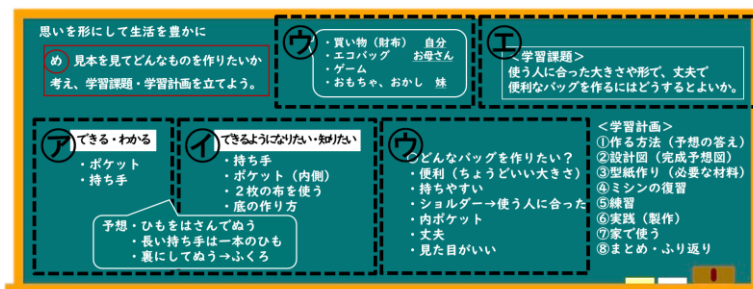 思いを形にして生活を豊かに
め 見本を見てどんなものを作りたいか
考え、学習課題・学習計画を立てよう。
ウ
・買い物（財布） 自分
・エコバッグ お母さん
・ゲーム
・おもちゃ、おかし 妹
エ
＜学習課題＞
使う人に合った大きさや形で、丈夫で
便利なバッグを作るにはどうするとよいか。
ア できる・わかる
・ポケット
・持ち手
イ できるようになりたい・知りたい
・持ち手
・ポケット（内側）
・２枚の布を使う
・底の作り方
予想・ひもをはさんでぬう
・長い持ち手は一本のひも
・裏にしてぬう→ふくろ
ウ
○どんなバッグを作りたい？
・便利（ちょうどいい大きさ）
・持ちやすい
・ショルダー→使う人に合った
・内ポケット
・丈夫
・見た目がいい
＜学習計画＞
①作る方法（予想の答え）
②設計図（完成予想図）
③型紙作り（必要な材料）
④ミシンの復習
⑤練習
⑥実践（製作）
⑦家で使う
⑧まとめ・ふり返り